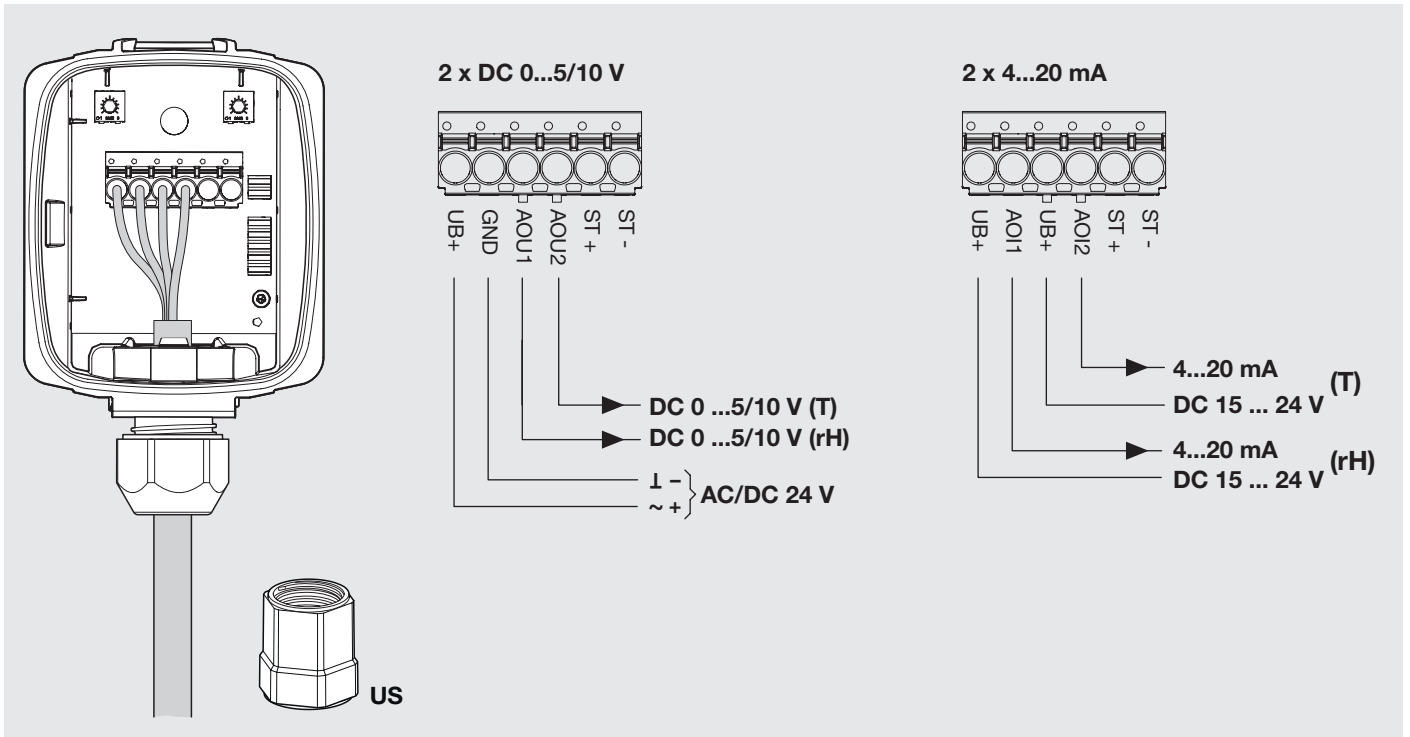 2 x DC 0...5/10 V
UB+
GND
AOU1
AOU2
ST +
ST -
DC 0 ...5/10 V (T)
DC 0 ...5/10 V (rH)
⊥ –
~ +
AC/DC 24 V
2 x 4...20 mA
UB+
AOI1
UB+
AOI2
ST +
ST -
4...20 mA
DC 15 ... 24 V
(T)
4...20 mA
DC 15 ... 24 V
(rH)
US